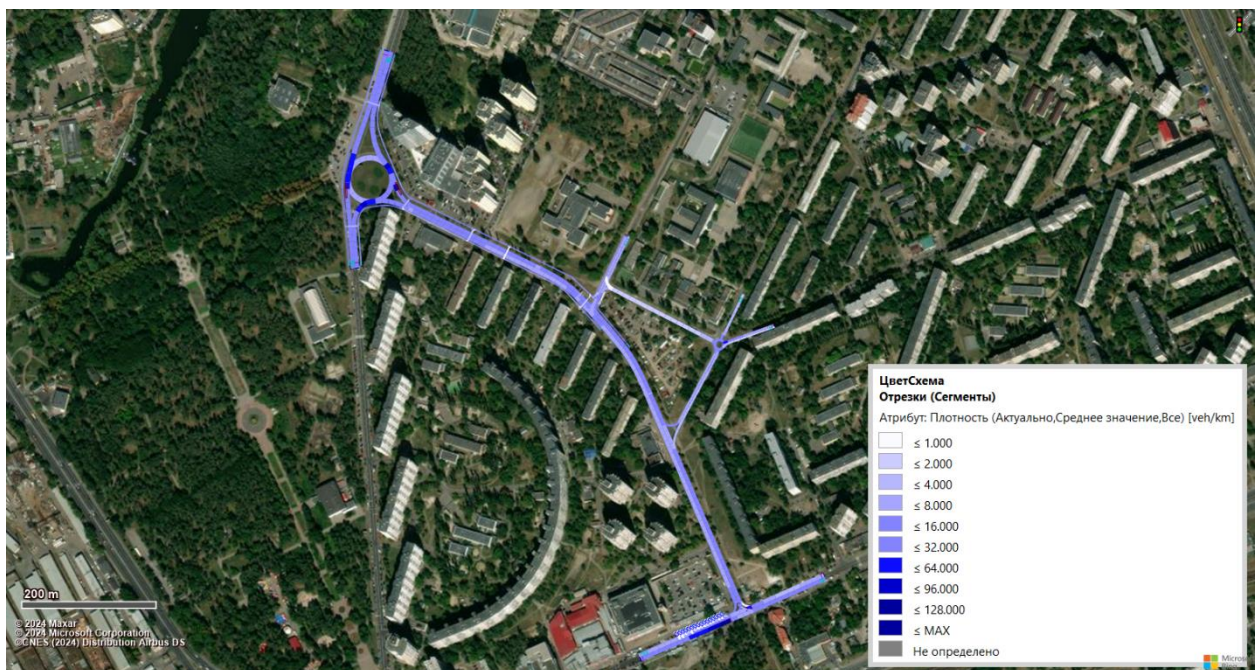 ЦветСхема
Отрезки (Сегменты)
Атрибут: Плотность (Актуально,Среднее значение,Все) [veh/km]
≤ 1.000
≤ 2.000
≤ 4.000
≤ 8.000
≤ 16.000
≤ 32.000
≤ 64.000
≤ 96.000
≤ 128.000
≤ MAX
Не определено
200 m
© 2024 Maxar
© 2024 Microsoft Corporation
©CNES (2024) Distribution Airbus DS